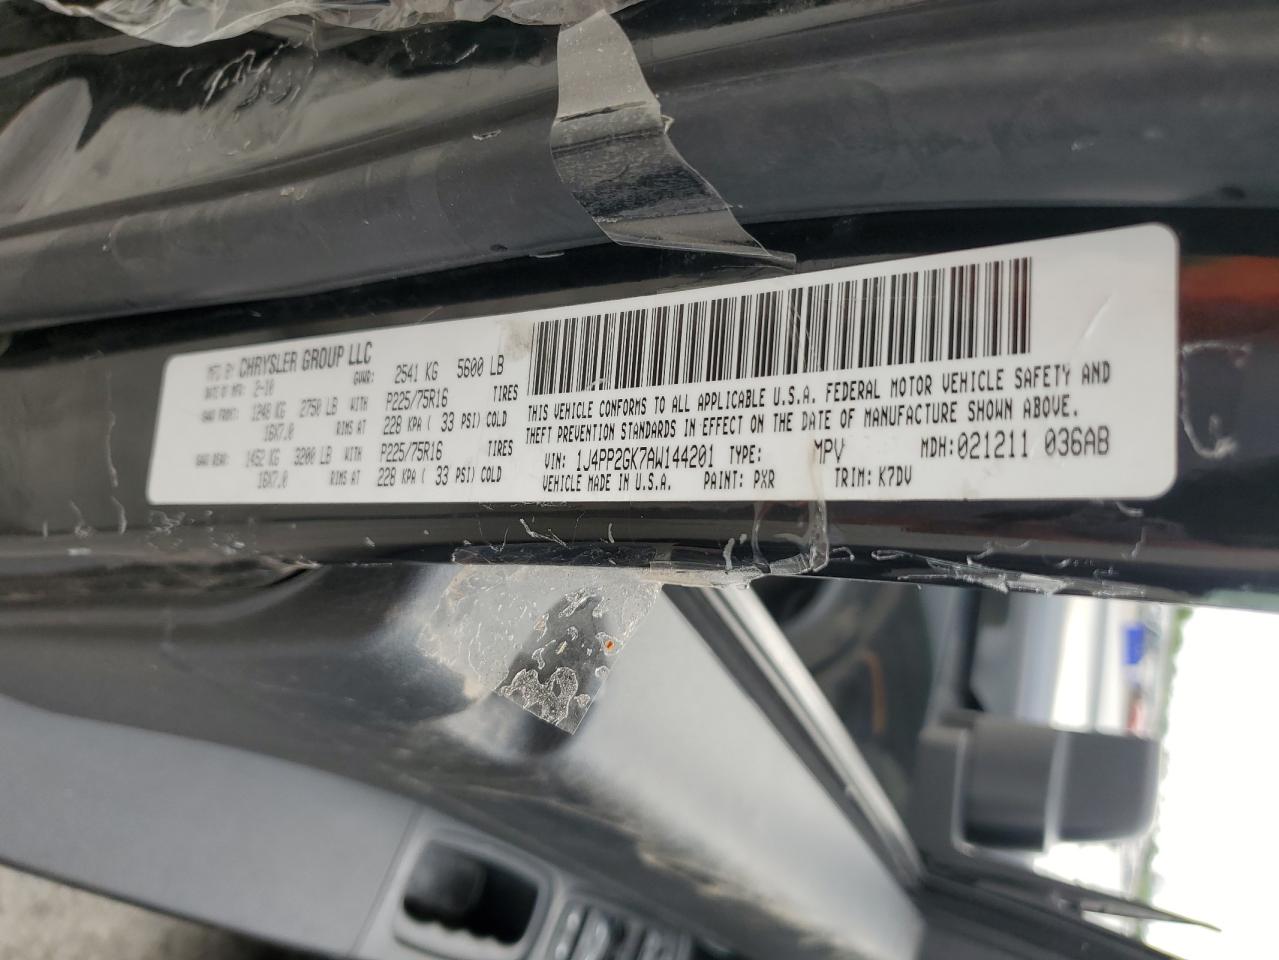 MFD BY CHRYSLER GROUP LLC
DATE OF MFR: 2-10 GVWR: 2541 KG 5600 LB
GAWR FRONT: 1248 KG 2750 LB WITH P225/75R16 TIRES
16X7.0 RIMS AT 228 KPA ( 33 PSI) COLD
GAWR REAR: 1452 KG 3200 LB WITH P225/75R16 TIRES
16X7.0 RIMS AT 228 KPA ( 33 PSI) COLD
THIS VEHICLE CONFORMS TO ALL APPLICABLE U.S.A. FEDERAL MOTOR VEHICLE SAFETY AND
THEFT PREVENTION STANDARDS IN EFFECT ON THE DATE OF MANUFACTURE SHOWN ABOVE.
VIN: 1J4PP2GK7AW144201 TYPE: MPV MDH:021211 036AB
VEHICLE MADE IN U.S.A. PAINT: PXR TRIM: K7DV